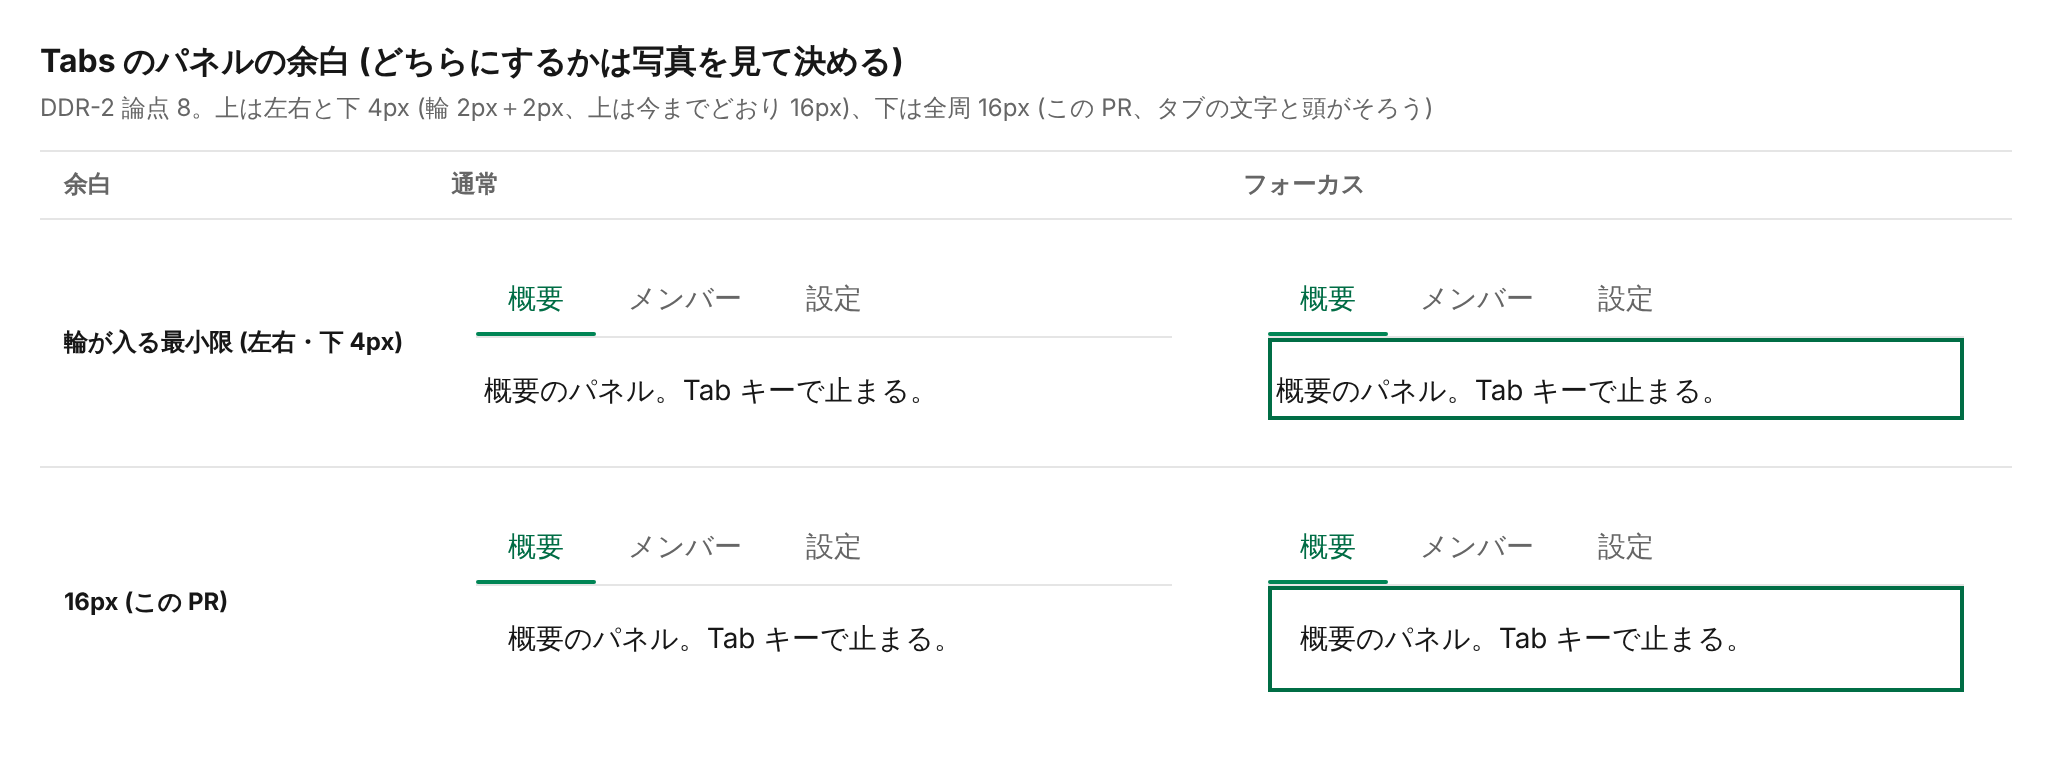 Tabs のパネルの余白 (どちらにするかは写真を見て決める)
DDR-2 論点 8。上は左右と下 4px (輪 2px＋2px、上は今までどおり 16px)、下は全周 16px (この PR、タブの文字と頭がそろう)
余白 通常 フォーカス
概要 メンバー 設定 概要 メンバー 設定
輪が入る最小限 (左右・下 4px)
概要のパネル。Tab キーで止まる。 概要のパネル。Tab キーで止まる。
概要 メンバー 設定 概要 メンバー 設定
16px (この PR)
概要のパネル。Tab キーで止まる。 概要のパネル。Tab キーで止まる。